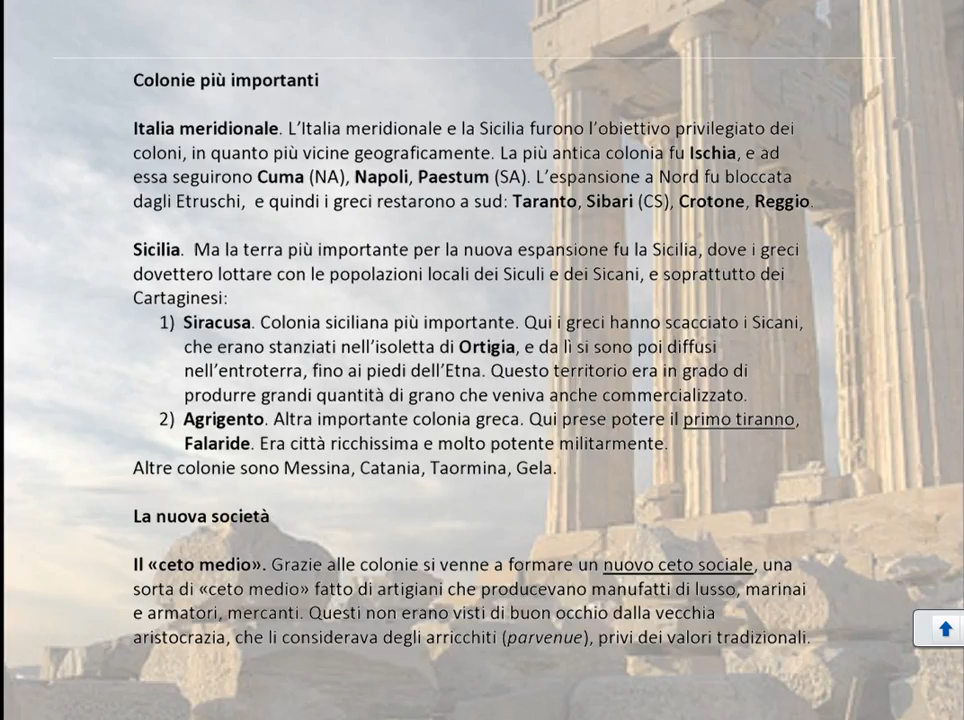 Colonie più importanti
Italia meridionale. L'Italia meridionale e la Sicilia furono l'obiettivo privilegiato dei
coloni, in quanto più vicine geograficamente. La più antica colonia fu Ischia, e ad
essa seguirono Cuma (NA), Napoli, Paestum (SA). L'espansione a Nord fu bloccata
dagli Etruschi,  e quindi i greci restarono a sud: Taranto, Sibari (CS), Crotone, Reggio.
Sicilia.  Ma la terra più importante per la nuova espansione fu la Sicilia, dove i greci
dovettero lottare con le popolazioni locali dei Siculi e dei Sicani, e soprattutto dei
Cartaginesi:
1) Siracusa. Colonia siciliana più importante. Qui i greci hanno scacciato i Sicani,
che erano stanziati nell'isoletta di Ortigia, e da lì si sono poi diffusi
nell'entroterra, fino ai piedi dell'Etna. Questo territorio era in grado di
produrre grandi quantità di grano che veniva anche commercializzato.
2) Agrigento. Altra importante colonia greca. Qui prese potere il primo tiranno,
Falaride. Era città ricchissima e molto potente militarmente.
Altre colonie sono Messina, Catania, Taormina, Gela.
La nuova società
Il «ceto medio». Grazie alle colonie si venne a formare un nuovo ceto sociale, una
sorta di «ceto medio» fatto di artigiani che producevano manufatti di lusso, marinai
e armatori, mercanti. Questi non erano visti di buon occhio dalla vecchia
aristocrazia, che li considerava degli arricchiti (parvenue), privi dei valori tradizionali.